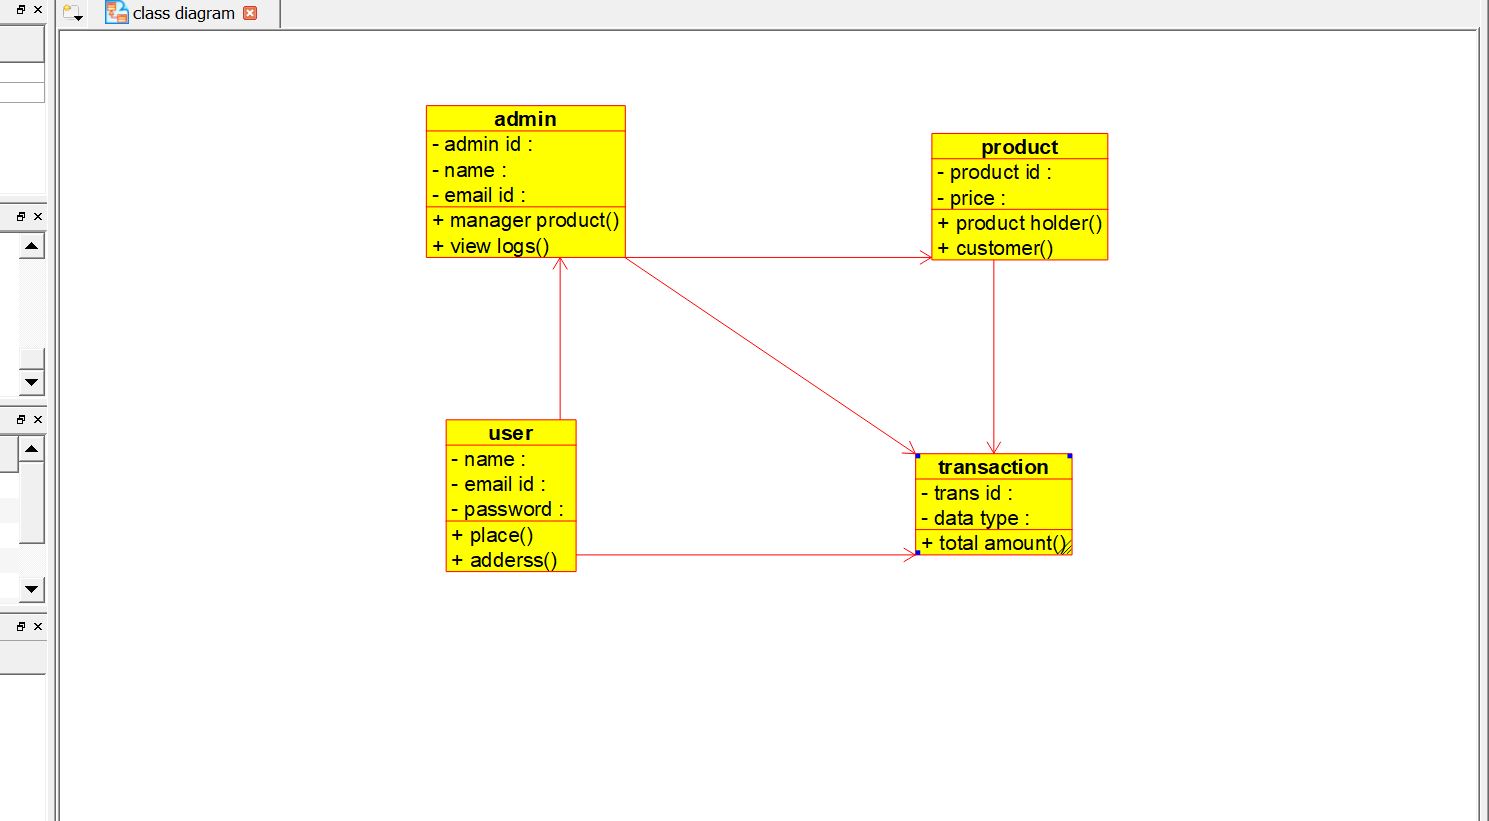 class diagram
admin
- admin id :
- name :
- email id :
+ manager product()
+ view logs()
product
- product id :
- price :
+ product holder()
+ customer()
user
- name :
- email id :
- password :
+ place()
+ adderss()
transaction
- trans id :
- data type :
+ total amount()